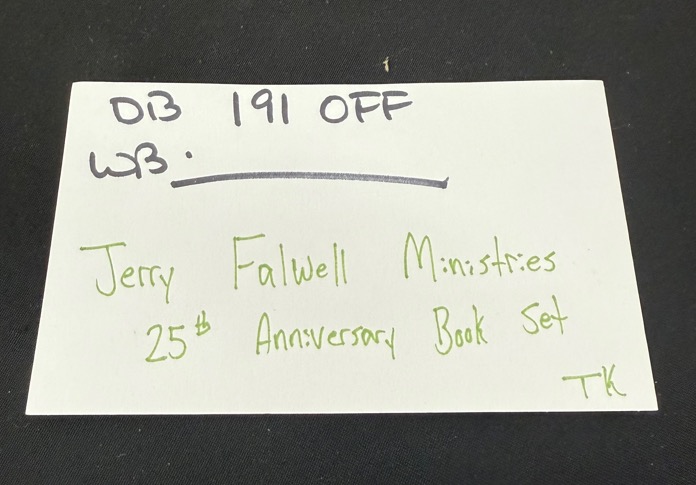 DB 191 OFF
WB.
Jerry Falwell Ministries
25th Anniversary Book Set
TK